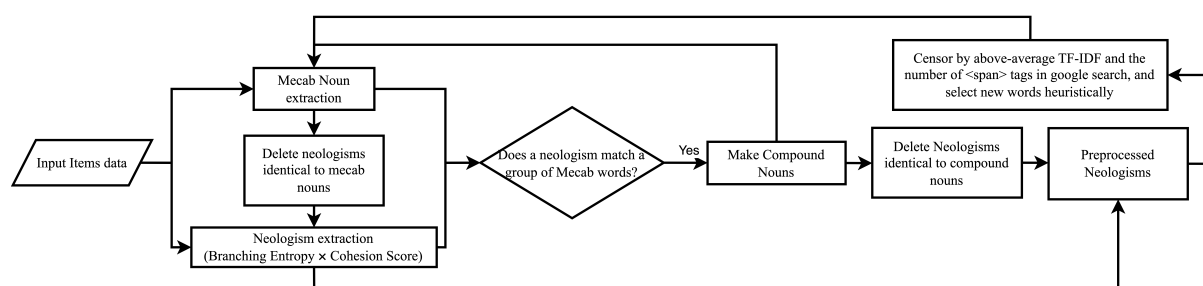 Input Items data
Mecab Noun
extraction
Delete neologisms
identical to mecab
nouns
Neologism extraction
(Branching Entropy × Cohesion Score)
Does a neologism match a
group of Mecab words?
Yes
Make Compound
Nouns
Delete Neologisms
identical to compound
nouns
Preprocessed
Neologisms
Censor by above-average TF-IDF and the
number of <span> tags in google search, and
select new words heuristically